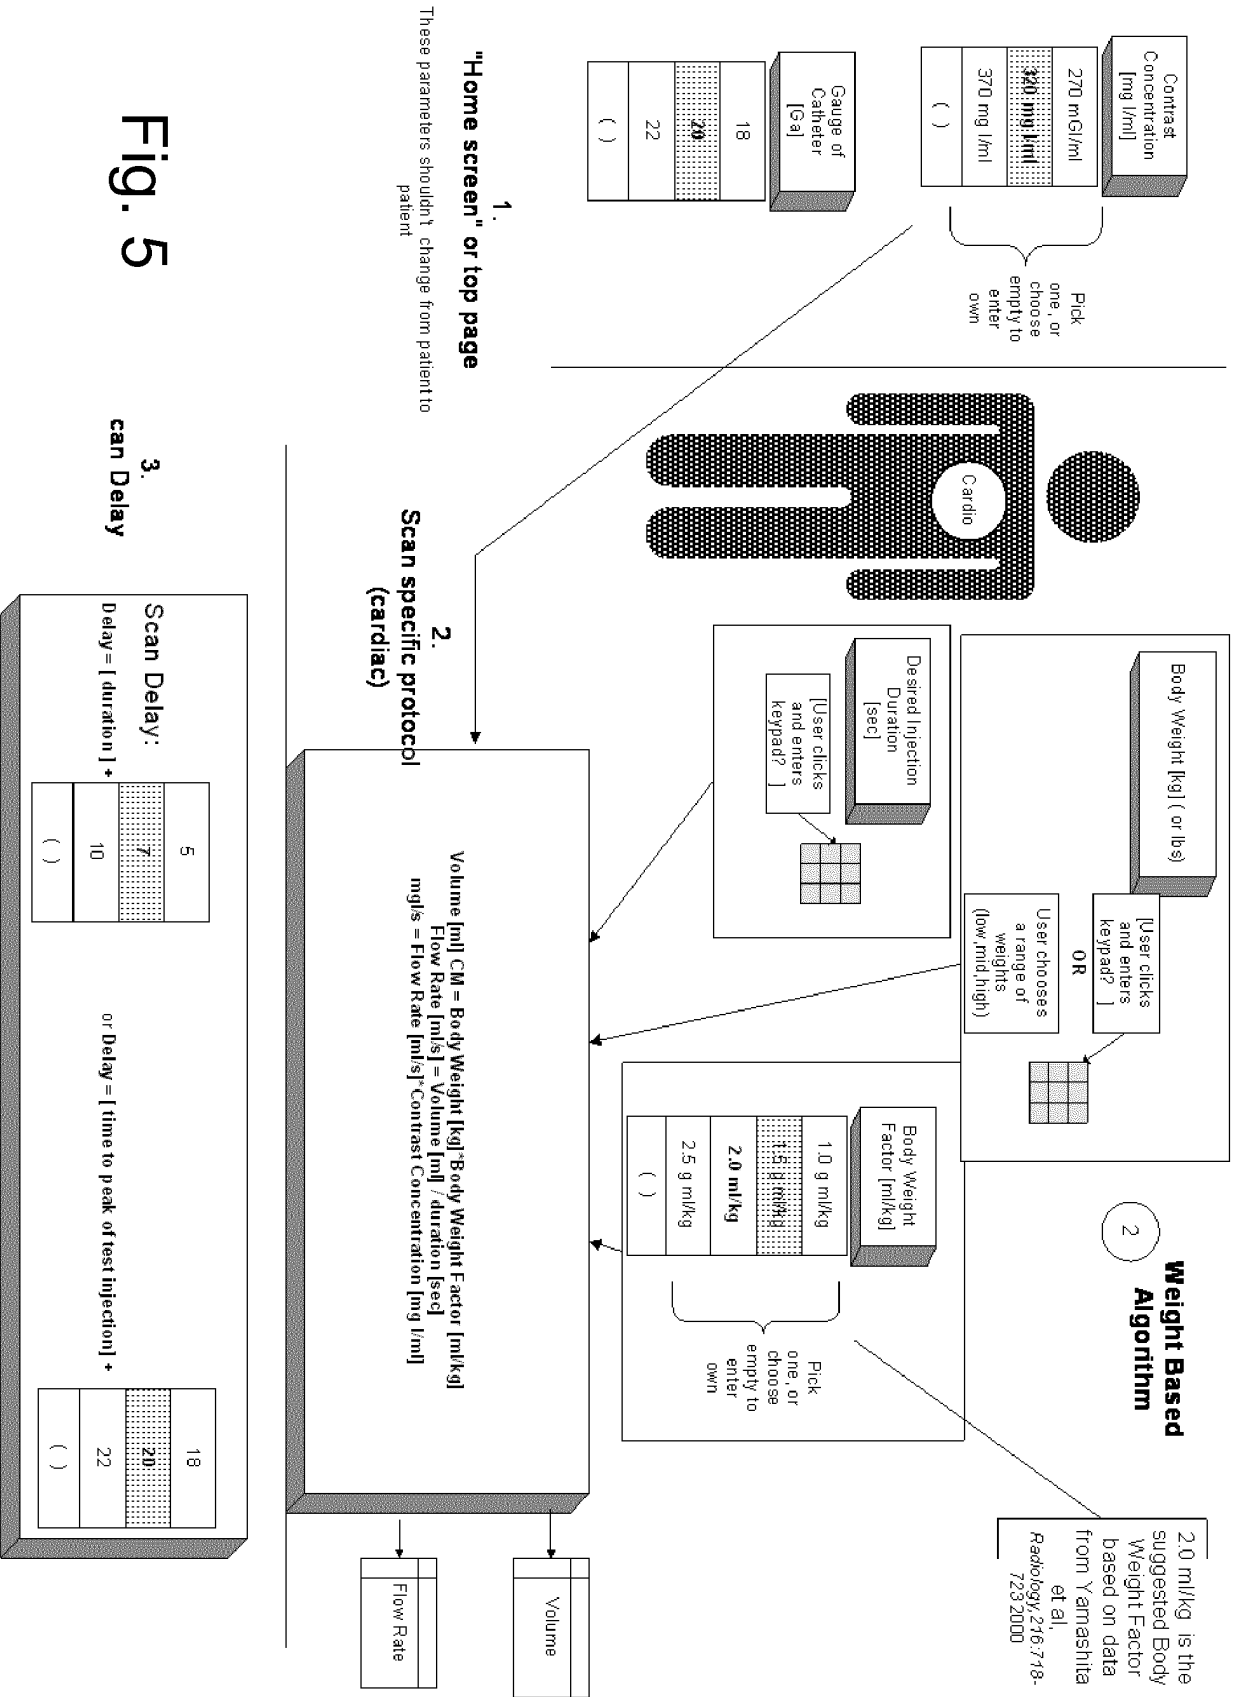 Contrast
Concentration
[mg I/ml]
270 mGI/ml
320 mg I/ml
370 mg I/ml
( )
Pick
one, or
choose
empty to
enter
own
Gauge of
Catheter
[Ga]
18
20
22
( )
1.
"Home screen" or top page
These parameters shouldn't change from patient to
patient
Cardio
Body Weight [kg] ( or lbs)
[User clicks
and enters
keypad? ]
OR
User chooses
a range of
weights
(low,mid,high)
Desired Injection
Duration
[sec]
[User clicks
and enters
keypad? ]
2
Weight Based
Algorithm
Body Weight
Factor [ml/kg]
1.0 g ml/kg
1.5 g ml/kg
2.0 ml/kg
2.5 g ml/kg
( )
Pick
one, or
choose
empty to
enter
own
2.0 ml/kg is the
suggested Body
Weight Factor
based on data
from Yamashita
et al,
Radiology,216:718-
723 2000
2.
Scan specific protocol
(cardiac)
Volume [ml] CM = Body Weight [kg]*Body Weight Factor [ml/kg]
Flow Rate [ml/s] = Volume [ml] / duration [sec]
mgI/s = Flow Rate [ml/s]*Contrast Concentration [mg I/ml]
Volume
Flow Rate
3.
can Delay
Scan Delay:
Delay = [ duration ] +
5
7
10
( )
or Delay = [ time to peak of test injection] +
18
20
22
( )
Fig. 5